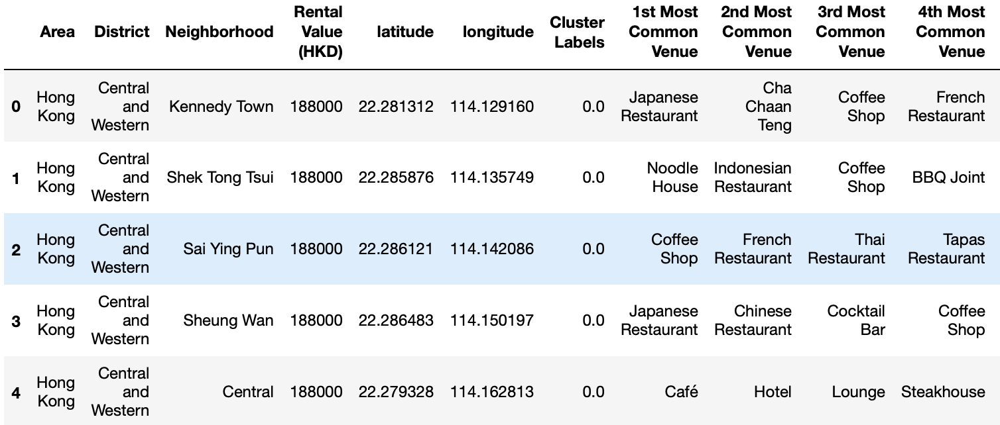 Area District Neighborhood Rental Value (HKD) latitude longitude Cluster Labels 1st Most Common Venue 2nd Most Common Venue 3rd Most Common Venue 4th Most Common Venue
0 Hong Kong Central and Western Kennedy Town 188000 22.281312 114.129160 0.0 Japanese Restaurant Cha Chaan Teng Coffee Shop French Restaurant
1 Hong Kong Central and Western Shek Tong Tsui 188000 22.285876 114.135749 0.0 Noodle House Indonesian Restaurant Coffee Shop BBQ Joint
2 Hong Kong Central and Western Sai Ying Pun 188000 22.286121 114.142086 0.0 Coffee Shop French Restaurant Thai Restaurant Tapas Restaurant
3 Hong Kong Central and Western Sheung Wan 188000 22.286483 114.150197 0.0 Japanese Restaurant Chinese Restaurant Cocktail Bar Coffee Shop
4 Hong Kong Central and Western Central 188000 22.279328 114.162813 0.0 Café Hotel Lounge Steakhouse